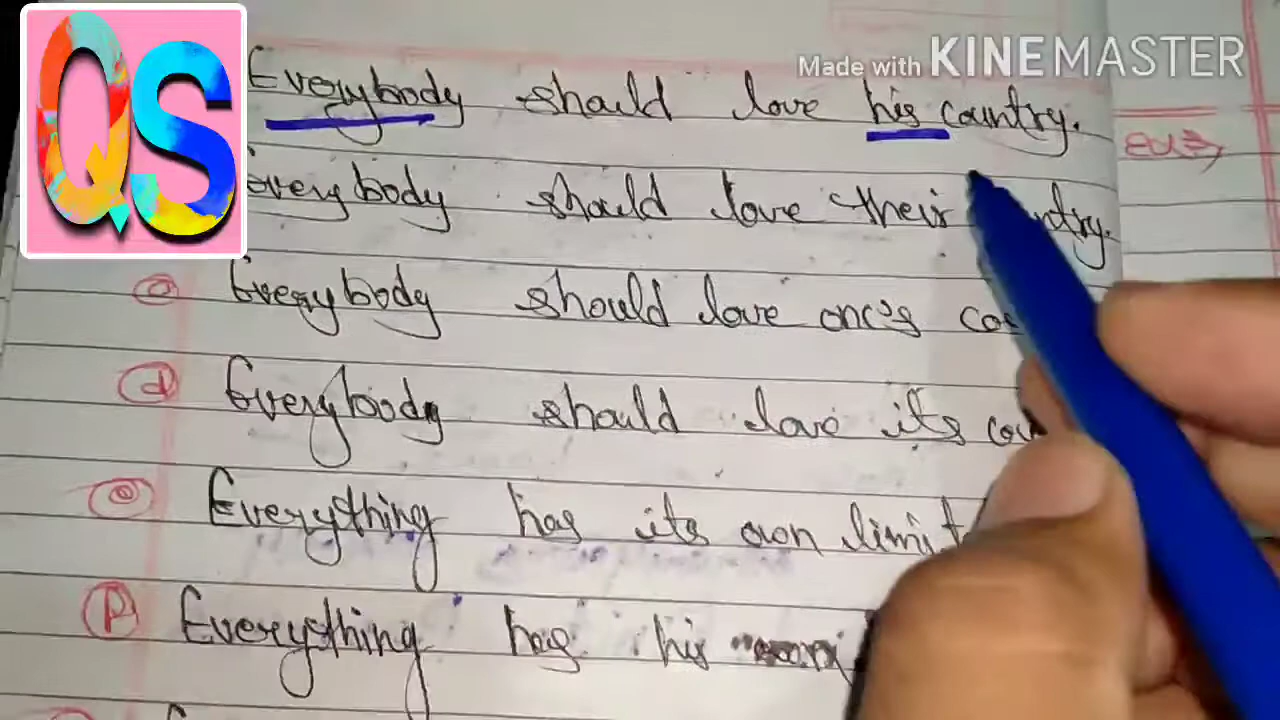 QS
Made with KINEMASTER
Everybody should love his country.
Everybody should love their
Everybody should love once's
d Everybody should love its
e Everything has its own
Everything has his